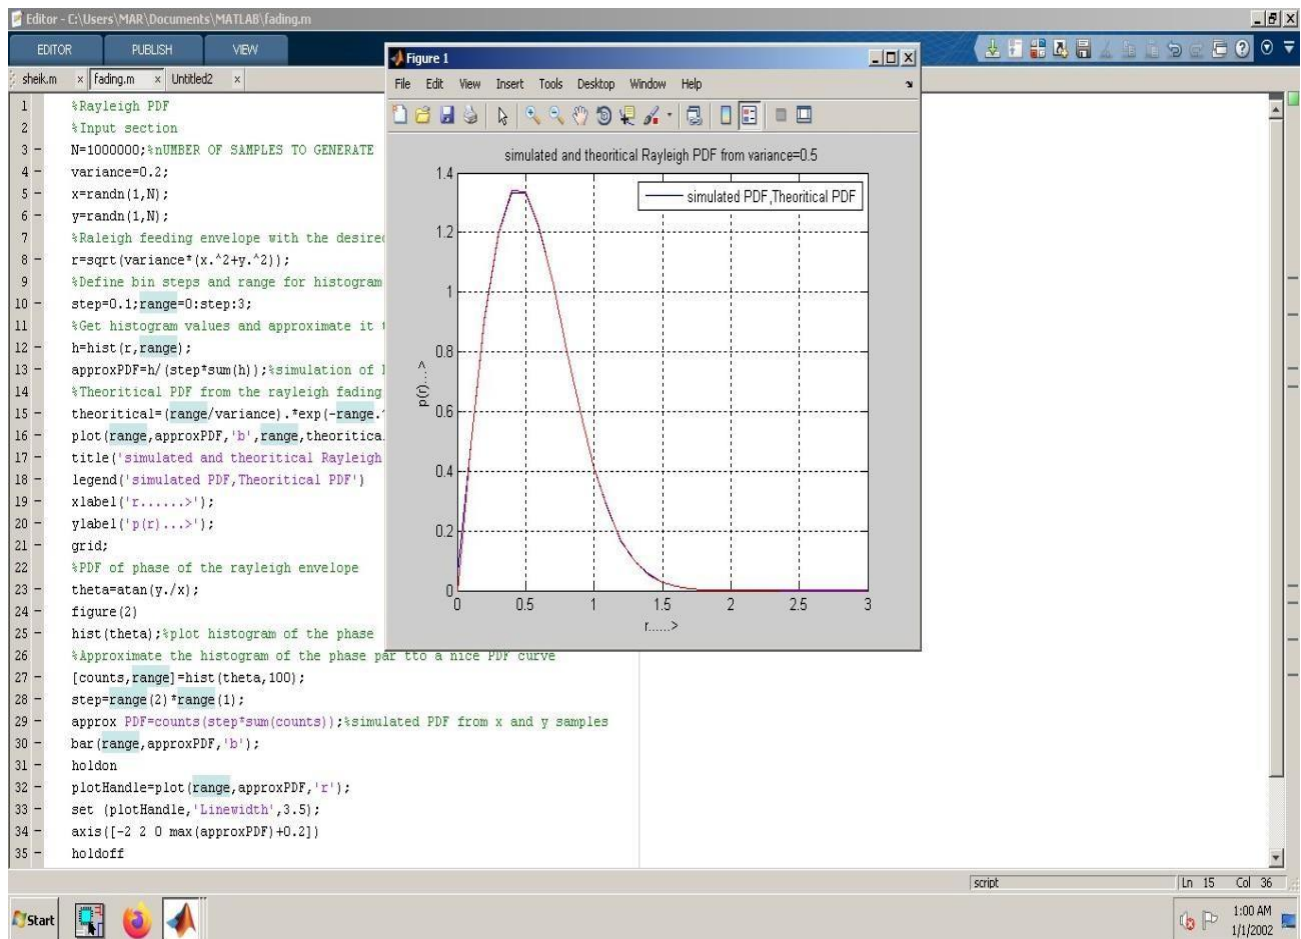 Editor - C:\Users\MAR\Documents\MATLAB\fading.m
EDITOR PUBLISH VIEW
sheik.m × fading.m × Untitled2 ×
1 %Rayleigh PDF
2 %Input section
3 - N=1000000;%nUMBER OF SAMPLES TO GENERATE
4 - variance=0.2;
5 - x=randn(1,N);
6 - y=randn(1,N);
7 %Raleigh feeding envelope with the desired
8 - r=sqrt(variance*(x.^2+y.^2));
9 %Define bin steps and range for histogram
10 - step=0.1;range=0:step:3;
11 %Get histogram values and approximate it
12 - h=hist(r,range);
13 - approxPDF=h/(step*sum(h));%simulation of
14 %Theoritical PDF from the rayleigh fading
15 - theoritical=(range/variance).*exp(-range.^
16 - plot(range,approxPDF,'b',range,theoritica
17 - title('simulated and theoritical Rayleigh
18 - legend('simulated PDF,Theoritical PDF')
19 - xlabel('r......>');
20 - ylabel('p(r)...>');
21 - grid;
22 %PDF of phase of the rayleigh envelope
23 - theta=atan(y./x);
24 - figure(2)
25 - hist(theta);%plot histogram of the phase
26 %Approximate the histogram of the phase par tto a nice PDF curve
27 - [counts,range]=hist(theta,100);
28 - step=range(2)*range(1);
29 - approx PDF=counts(step*sum(counts));%simulated PDF from x and y samples
30 - bar(range,approxPDF,'b');
31 - holdon
32 - plotHandle=plot(range,approxPDF,'r');
33 - set (plotHandle,'Linewidth',3.5);
34 - axis([-2 2 0 max(approxPDF)+0.2])
35 - holdoff
Figure 1
File Edit View Insert Tools Desktop Window Help
simulated and theoritical Rayleigh PDF from variance=0.5
simulated PDF,Theoritical PDF
1.4
1.2
1
0.8
0.6
0.4
0.2
0
p(r)...>
0 0.5 1 1.5 2 2.5 3
r......>
script Ln 15 Col 36
Start
1:00 AM
1/1/2002